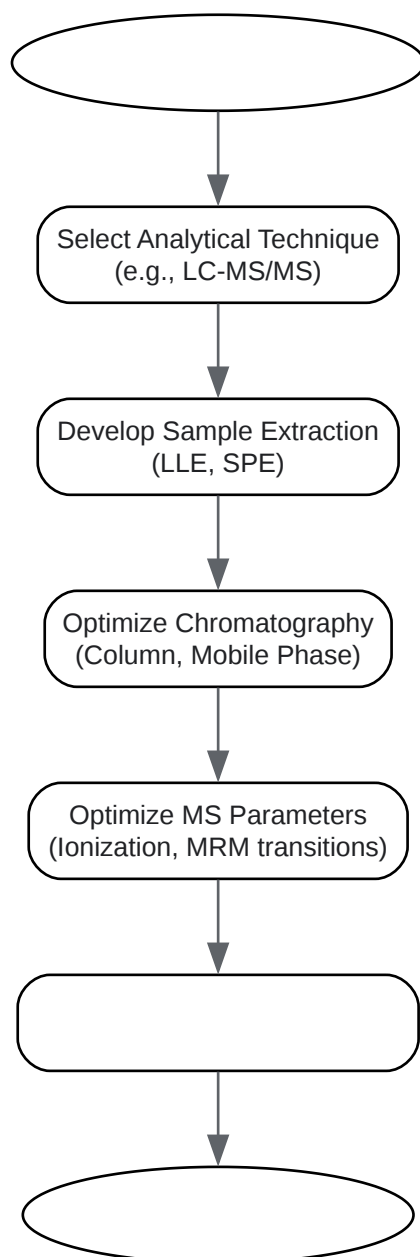 Select Analytical Technique
(e.g., LC-MS/MS)
Develop Sample Extraction
(LLE, SPE)
Optimize Chromatography
(Column, Mobile Phase)
Optimize MS Parameters
(Ionization, MRM transitions)